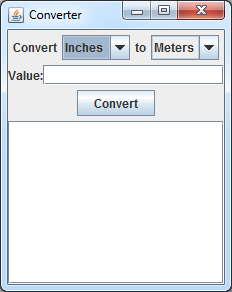 Converter
Convert Inches to Meters
Value:
Convert